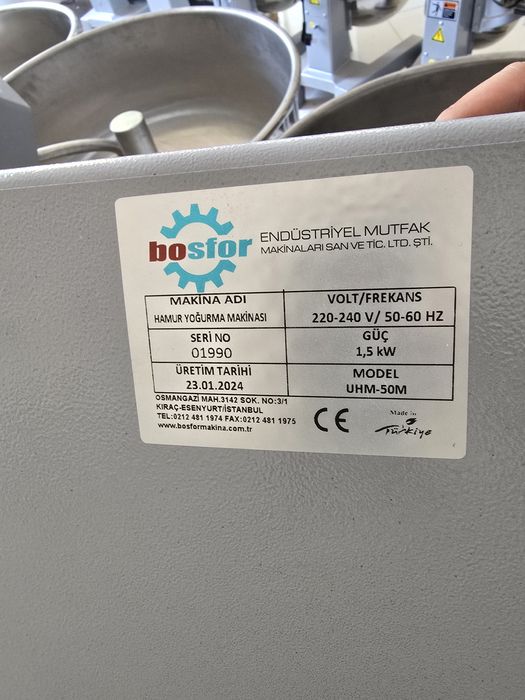 bosfor
ENDÜSTRİYEL MUTFAK
MAKİNALARI SAN VE TİC. LTD. ŞTİ.
MAKİNA ADI
HAMUR YOĞURMA MAKİNASI
VOLT/FREKANS
220-240 V/ 50-60 HZ
SERİ NO
01990
GÜÇ
1,5 kW
ÜRETİM TARİHİ
23.01.2024
MODEL
UHM-50M
OSMANGAZİ MAH.3142 SOK. NO:3/1
KIRAÇ-ESENYURT/İSTANBUL
TEL:0212 481 1974 FAX:0212 481 1975
www.bosformakina.com.tr
CE
Made in
Türkiye